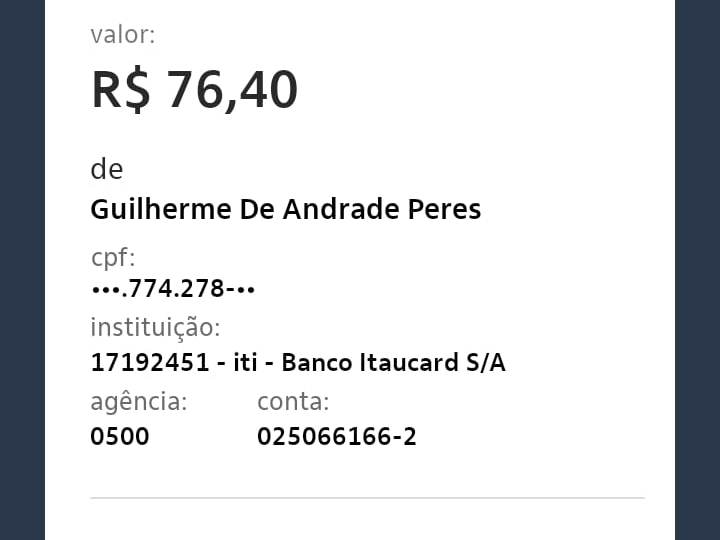 valor:
R$ 76,40
de
Guilherme De Andrade Peres
cpf:
•••.774.278-••
instituição:
17192451 - iti - Banco Itaucard S/A
agência: conta:
0500 025066166-2